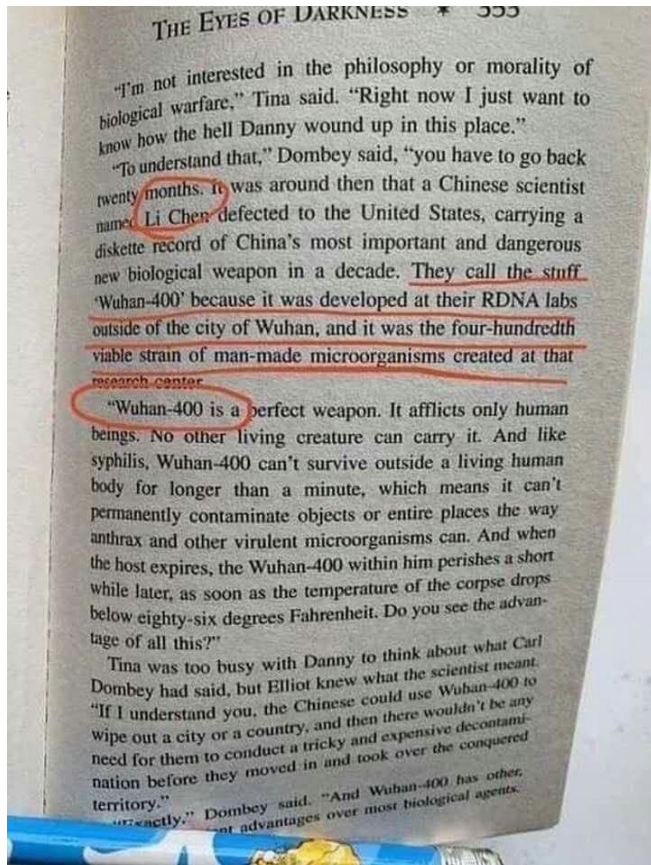 THE EYES OF DARKNESS * 333
"I'm not interested in the philosophy or morality of
biological warfare," Tina said. "Right now I just want to
know how the hell Danny wound up in this place."
"To understand that," Dombey said, "you have to go back
twenty months. It was around then that a Chinese scientist
named Li Chen defected to the United States, carrying a
diskette record of China's most important and dangerous
new biological weapon in a decade. They call the stuff
'Wuhan-400' because it was developed at their RDNA labs
outside of the city of Wuhan, and it was the four-hundredth
viable strain of man-made microorganisms created at that
research center.
"Wuhan-400 is a perfect weapon. It afflicts only human
beings. No other living creature can carry it. And like
syphilis, Wuhan-400 can't survive outside a living human
body for longer than a minute, which means it can't
permanently contaminate objects or entire places the way
anthrax and other virulent microorganisms can. And when
the host expires, the Wuhan-400 within him perishes a short
while later, as soon as the temperature of the corpse drops
below eighty-six degrees Fahrenheit. Do you see the advan-
tage of all this?"
Tina was too busy with Danny to think about what Carl
Dombey had said, but Elliot knew what the scientist meant.
"If I understand you, the Chinese could use Wuhan-400 to
wipe out a city or a country, and then there wouldn't be any
need for them to conduct a tricky and expensive decontami-
nation before they moved in and took over the conquered
territory."
Dombey said. "And Wuhan-400 has other,
advantages over most biological agents.